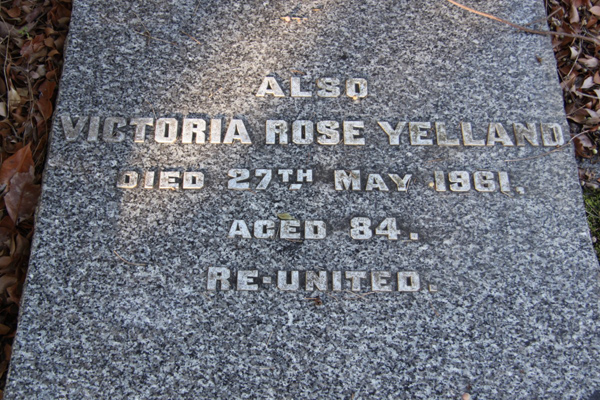 ALSO
VICTORIA ROSE YELLAND
DIED 27TH MAY 1961.
AGED 84.
RE-UNITED.